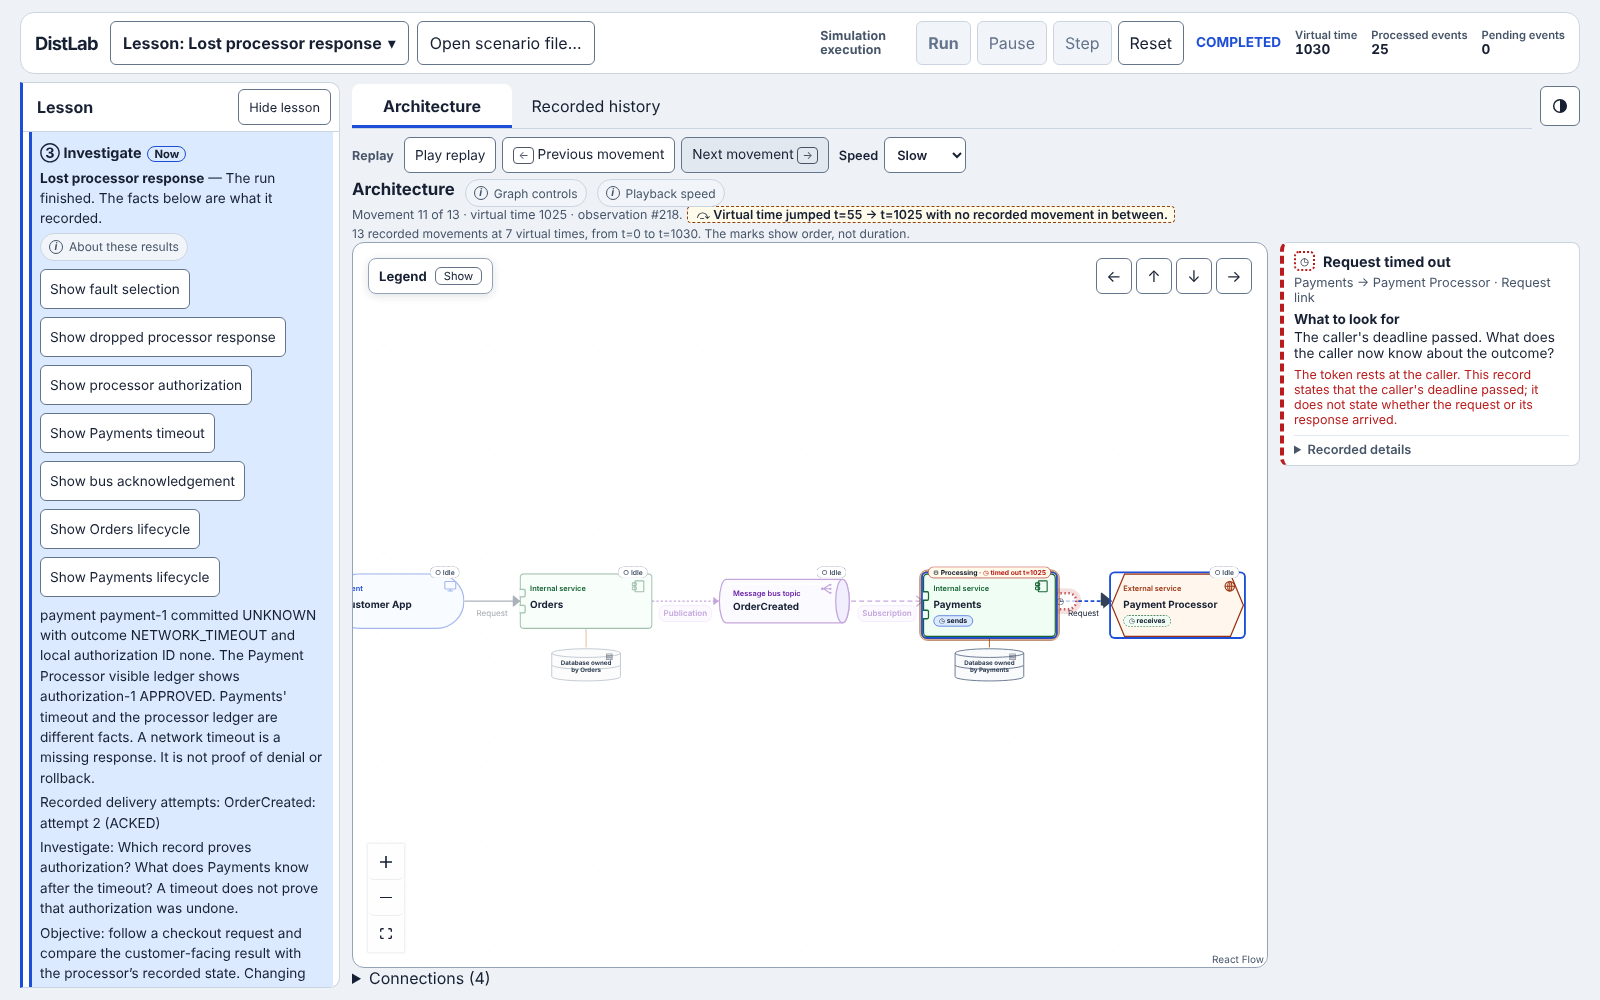 DistLab
Lesson: Lost processor response ▾
Open scenario file...
Simulation execution
Run
Pause
Step
Reset
COMPLETED
Virtual time
1030
Processed events
25
Pending events
0
Lesson
Hide lesson
3 Investigate Now
Lost processor response — The run
finished. The facts below are what it
recorded.
About these results
Show fault selection
Show dropped processor response
Show processor authorization
Show Payments timeout
Show bus acknowledgement
Show Orders lifecycle
Show Payments lifecycle
payment payment-1 committed UNKNOWN
with outcome NETWORK_TIMEOUT and
local authorization ID none. The Payment
Processor visible ledger shows
authorization-1 APPROVED. Payments'
timeout and the processor ledger are
different facts. A network timeout is a
missing response. It is not proof of denial or
rollback.
Recorded delivery attempts: OrderCreated:
attempt 2 (ACKED)
Investigate: Which record proves
authorization? What does Payments know
after the timeout? A timeout does not prove
that authorization was undone.
Objective: follow a checkout request and
compare the customer-facing result with
the processor's recorded state. Changing
Architecture
Recorded history
Replay
Play replay
← Previous movement
Next movement →
Speed
Slow
Architecture
Graph controls
Playback speed
Movement 11 of 13 · virtual time 1025 · observation #218. Virtual time jumped t=55 → t=1025 with no recorded movement in between.
13 recorded movements at 7 virtual times, from t=0 to t=1030. The marks show order, not duration.
Legend
Show
← ↑ ↓ →
Idle
ent
ustomer App
Request
Idle
Internal service
Orders
Database owned
by Orders
Publication
Idle
Message bus topic
OrderCreated
Subscription
Processing · timed out t=1025
Internal service
Payments
sends
Database owned
by Payments
Request
Idle
External service
Payment Processor
receives
React Flow
Connections (4)
Request timed out
Payments → Payment Processor · Request
link
What to look for
The caller's deadline passed. What does
the caller now know about the outcome?
The token rests at the caller. This record
states that the caller's deadline passed; it
does not state whether the request or its
response arrived.
Recorded details